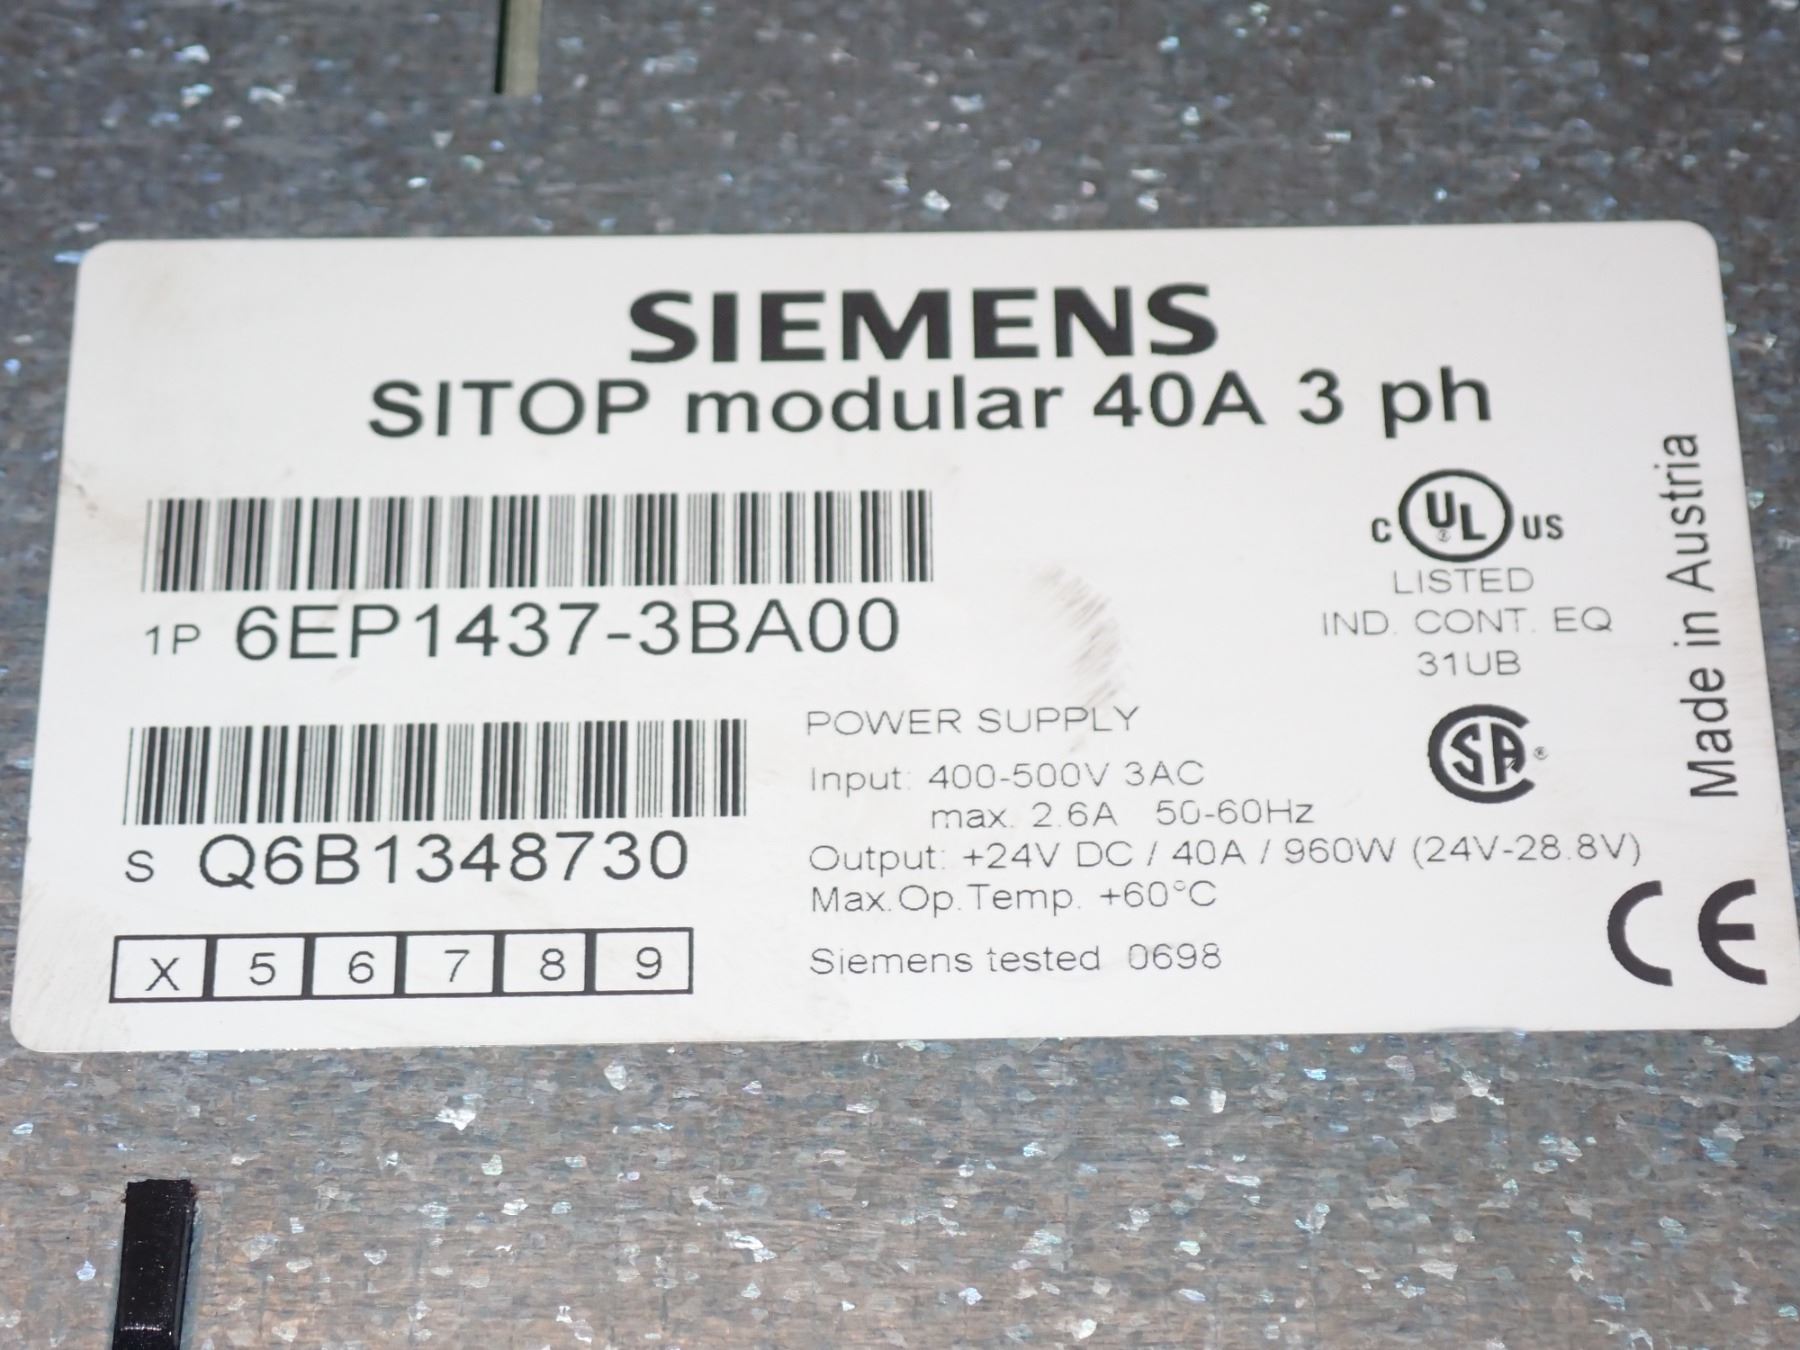 SIEMENS
SITOP modular 40A 3 ph
1P 6EP1437-3BA00
S Q6B1348730
X 5 6 7 8 9
C UL US
LISTED
IND. CONT. EQ
31UB
SA
POWER SUPPLY
Input: 400-500V 3AC
max. 2.6A 50-60Hz
Output: +24V DC / 40A / 960W (24V-28.8V)
Max.Op.Temp. +60°C
Siemens tested 0698
CE
Made in Austria